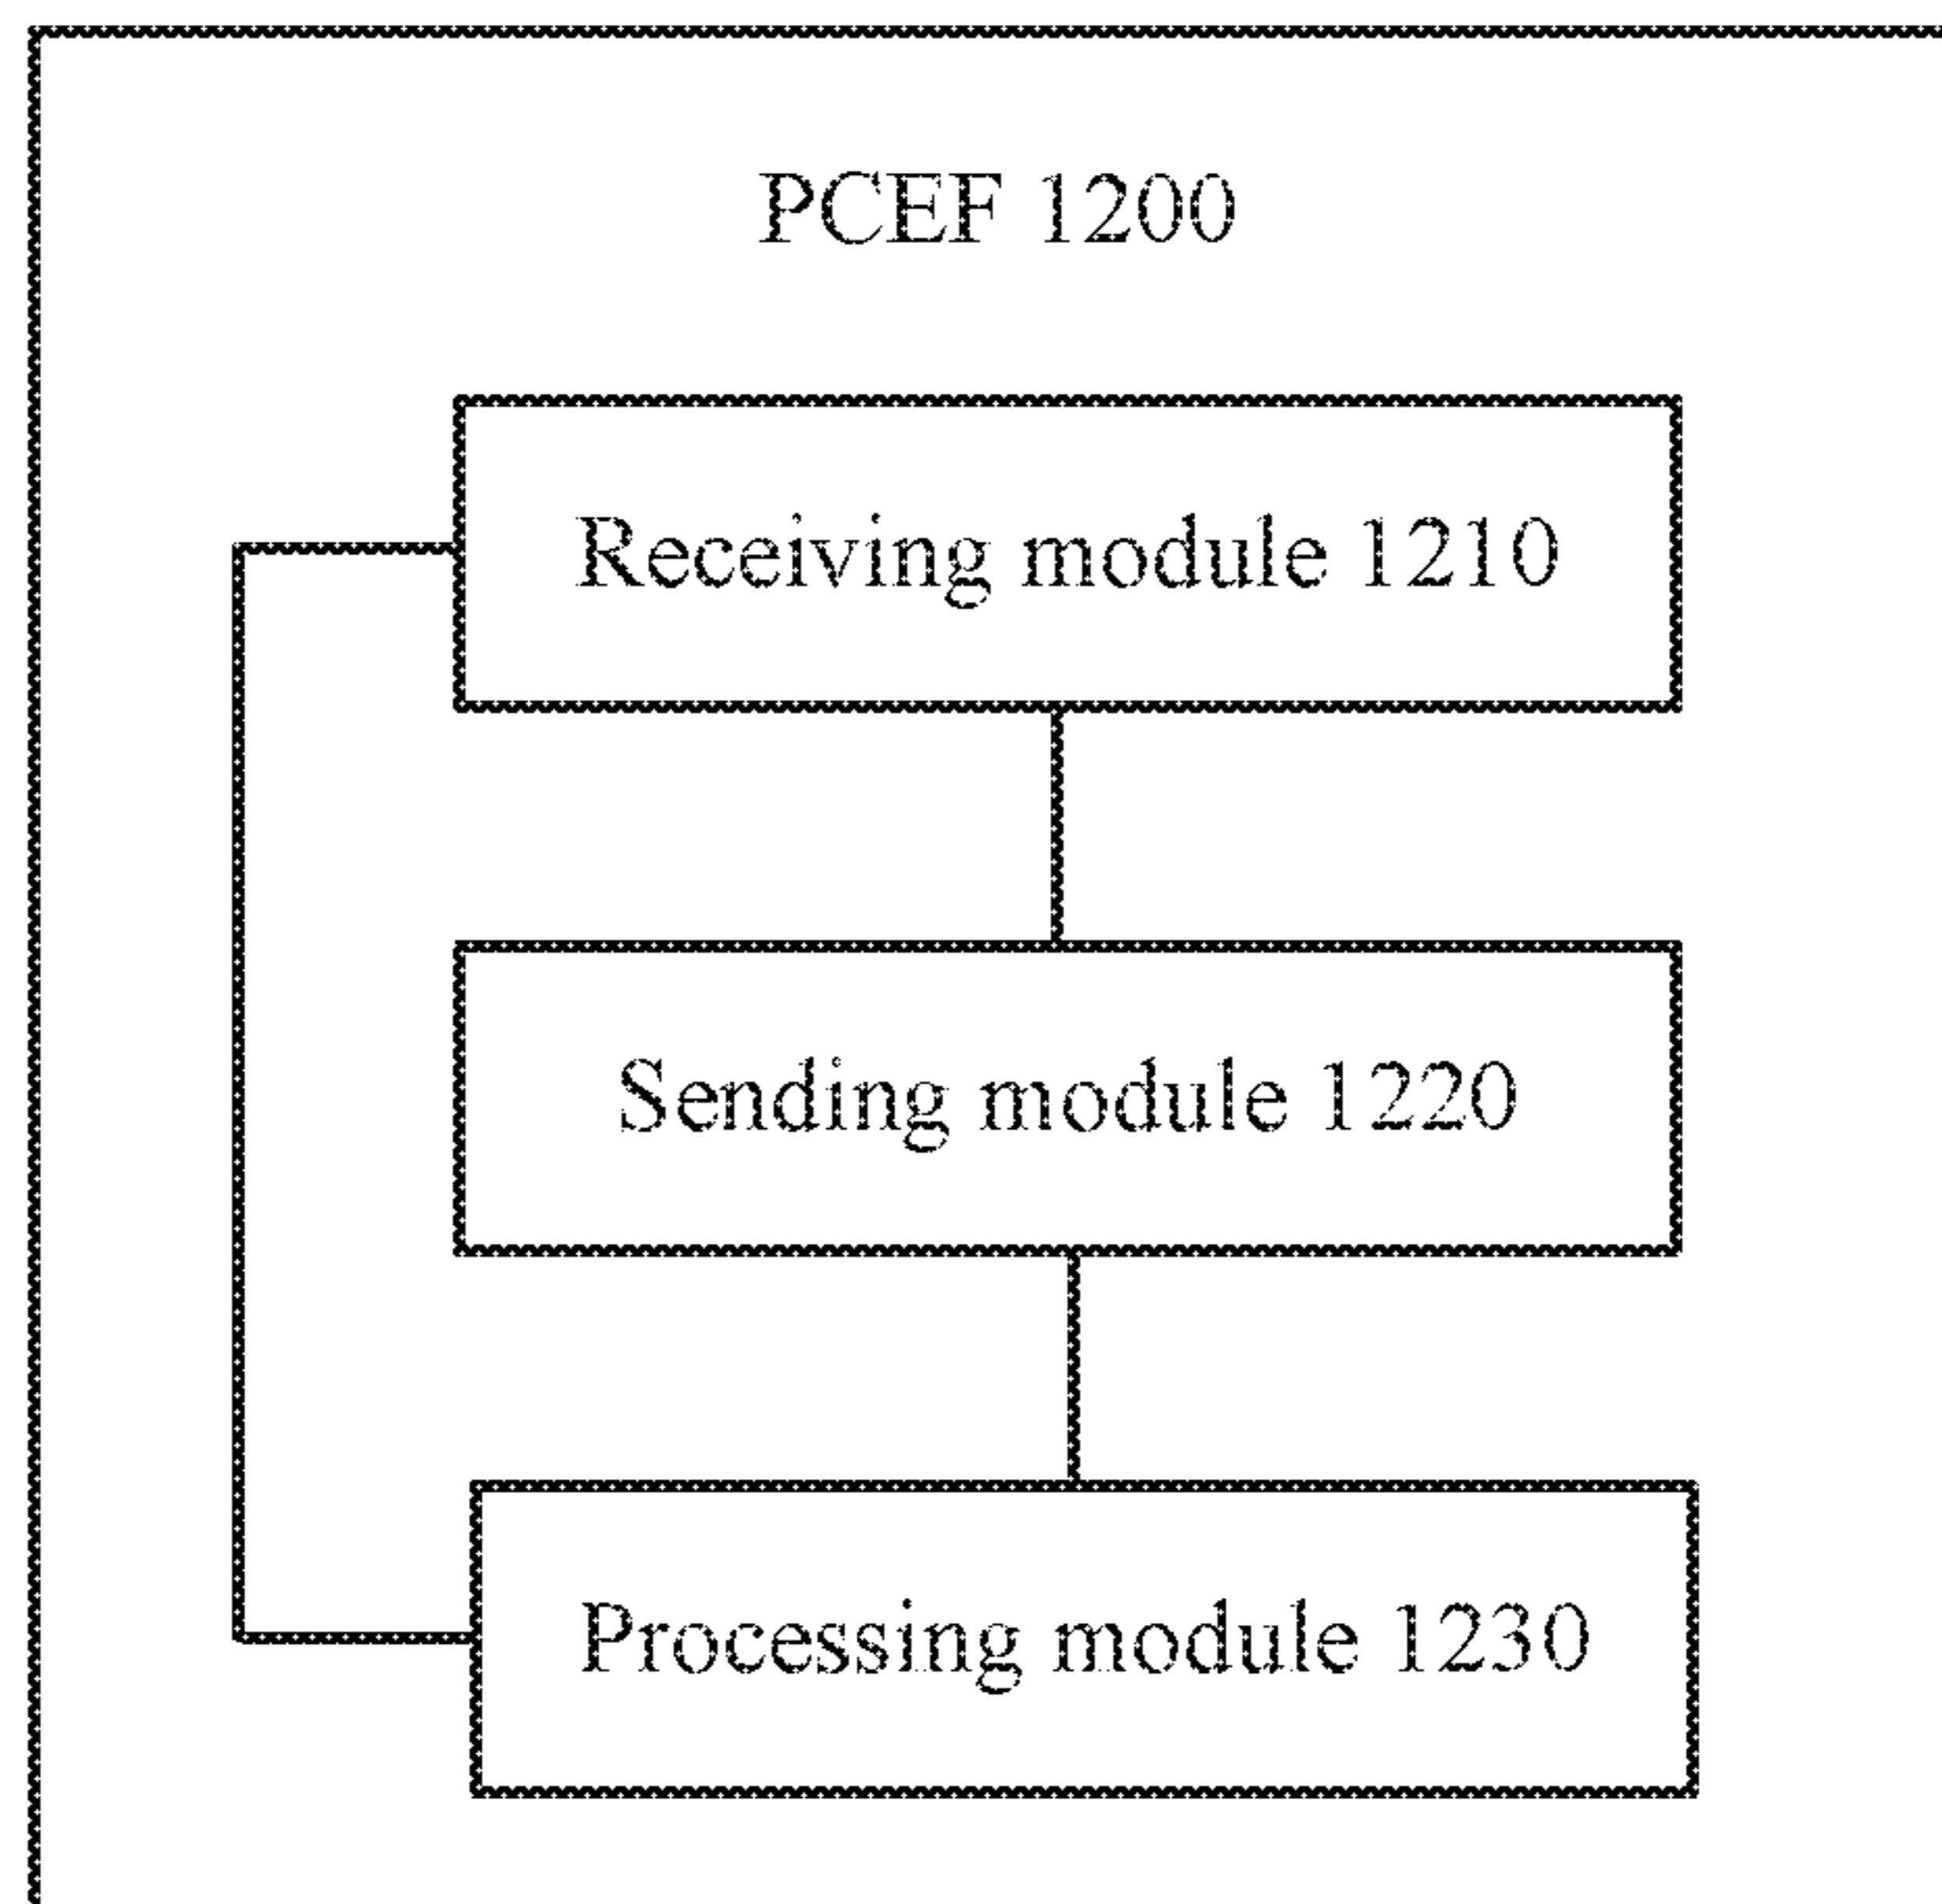 PCEF 1200
Receiving module 1210
Sending module 1220
Processing module 1230